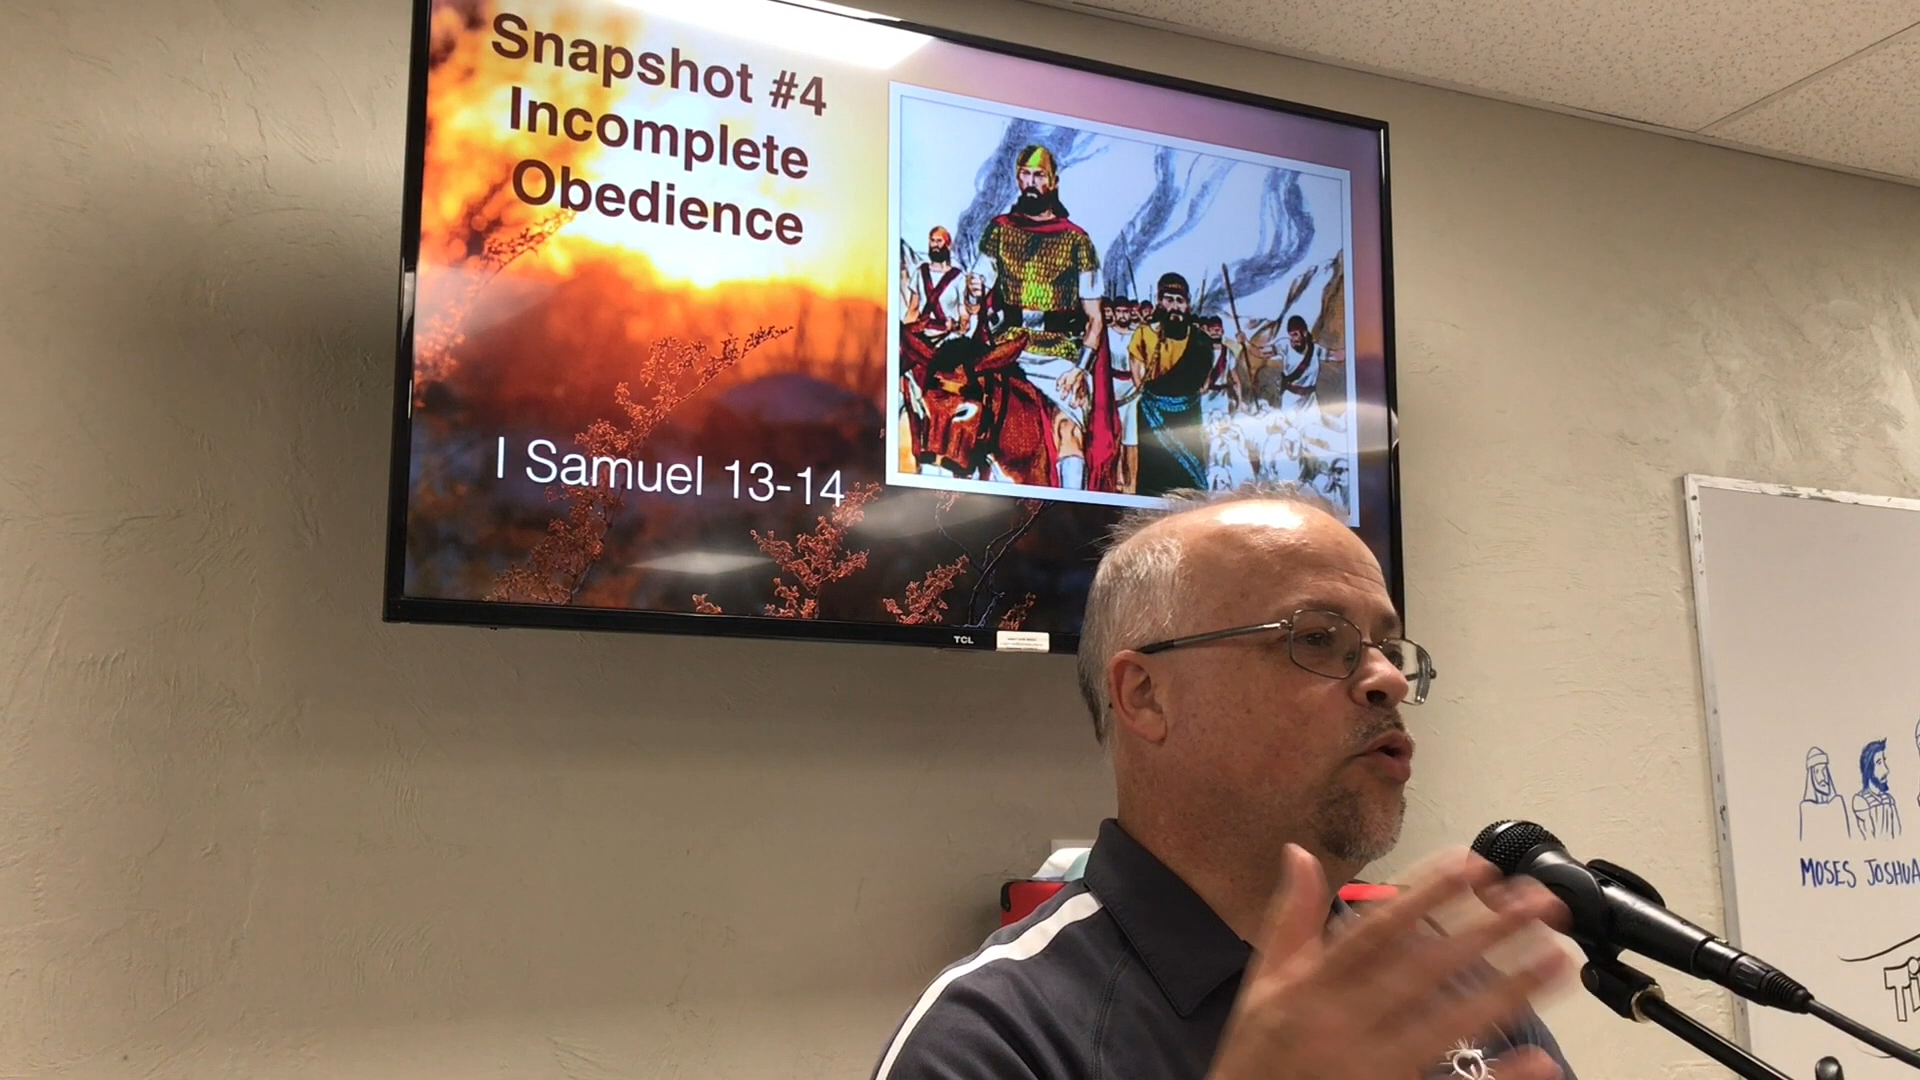 Snapshot #4
Incomplete
Obedience
I Samuel 13-14
TCL
MOSES JOSHUA